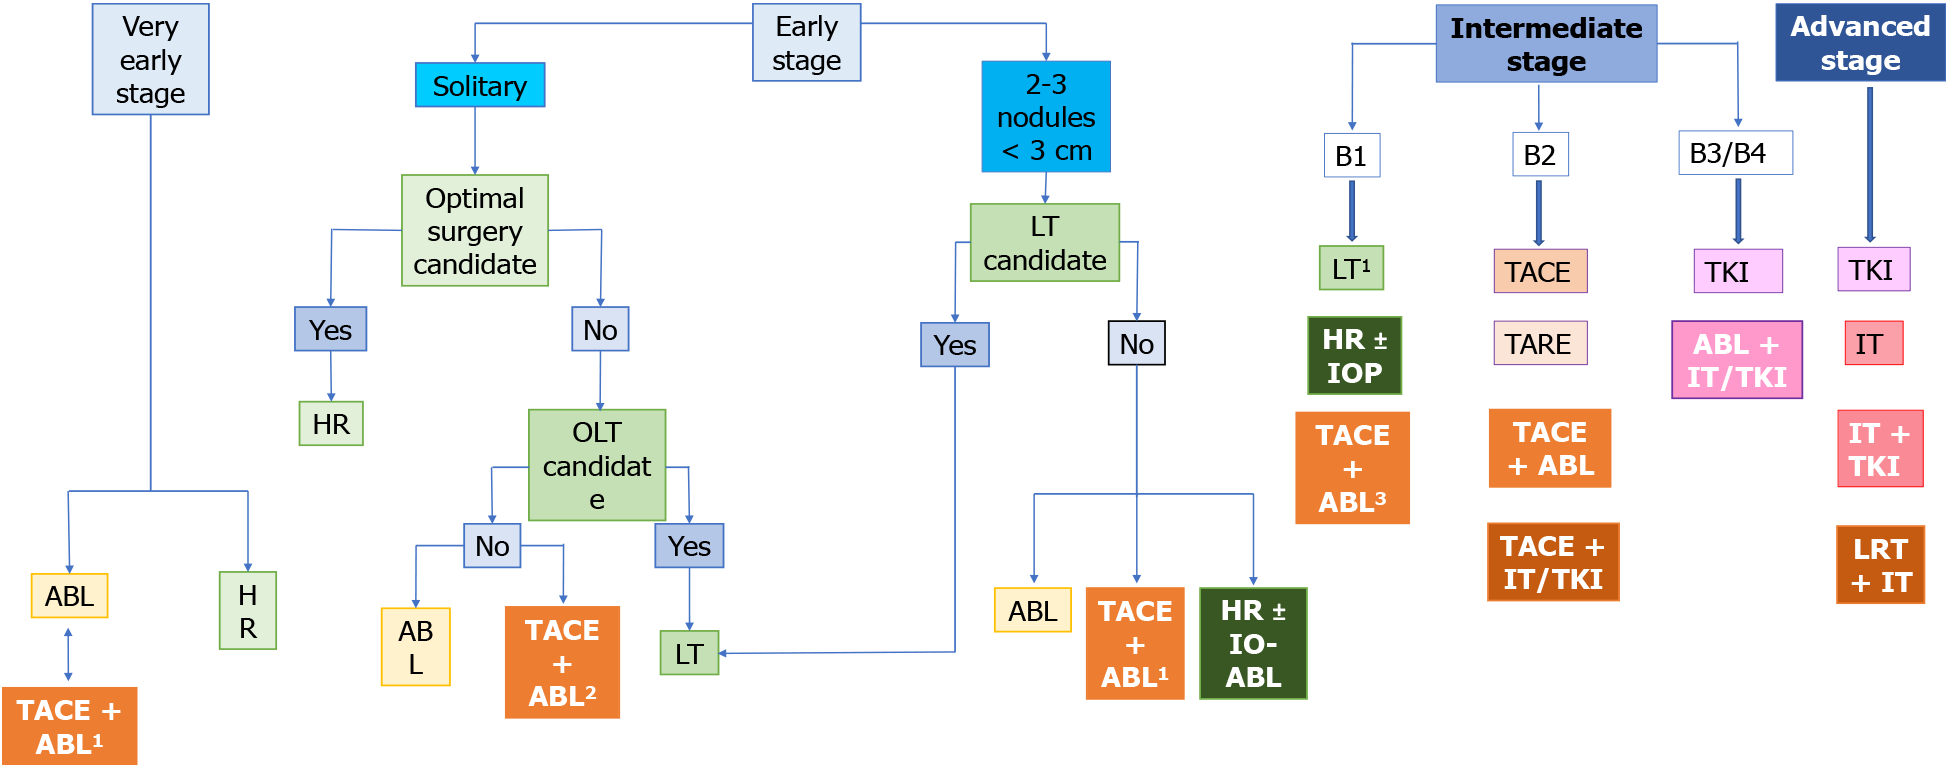 Very
early
stage
ABL
TACE +
ABL¹
H
R
Early
stage
Solitary
Optimal
surgery
candidate
Yes
HR
No
OLT
candidat
e
No
AB
L
TACE
+
ABL²
Yes
LT
2-3
nodules
< 3 cm
LT
candidate
Yes
No
ABL
TACE
+
ABL¹
HR ±
IO-
ABL
Intermediate
stage
B1
LT¹
HR ±
IOP
TACE
+
ABL³
B2
TACE
TARE
TACE
+ ABL
TACE +
IT/TKI
B3/B4
TKI
ABL +
IT/TKI
Advanced
stage
TKI
IT
IT +
TKI
LRT
+ IT